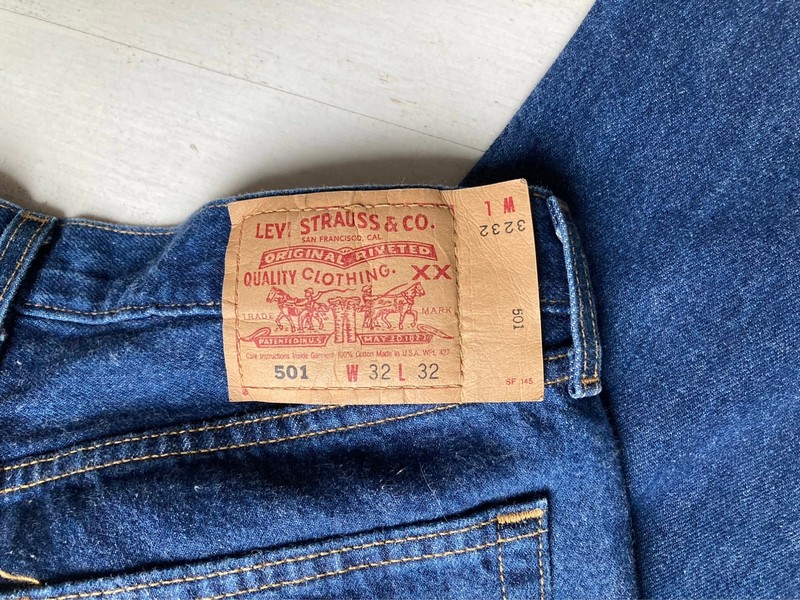 LEVI STRAUSS & CO.
SAN FRANCISCO, CAL.
ORIGINAL RIVETED
QUALITY CLOTHING. XX
TRADE MARK
PATENTED IN U.S. MAY 20 1873
Care Instructions Inside Garment 100% Cotton Made in U.S.A. WPL 423
501 W 32 L 32
W L
3232
501
SF 145